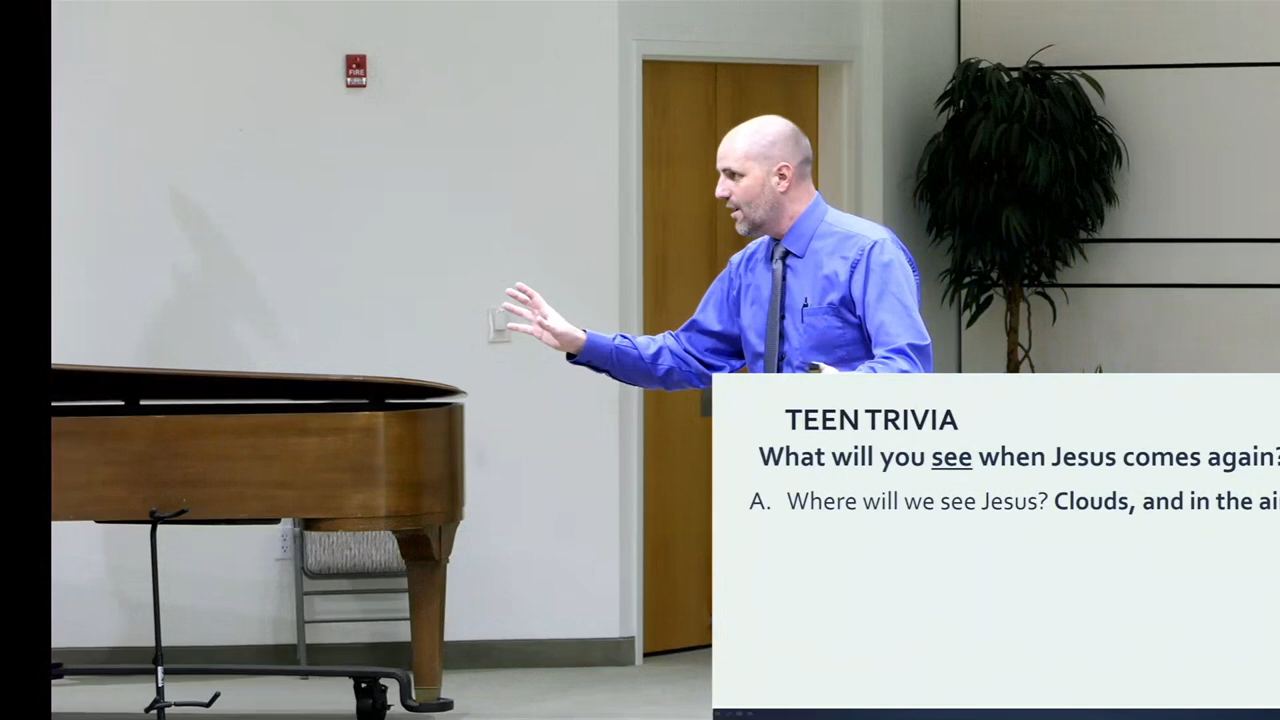 FIRE
TEEN TRIVIA
What will you see when Jesus comes again?
A. Where will we see Jesus? Clouds, and in the ai